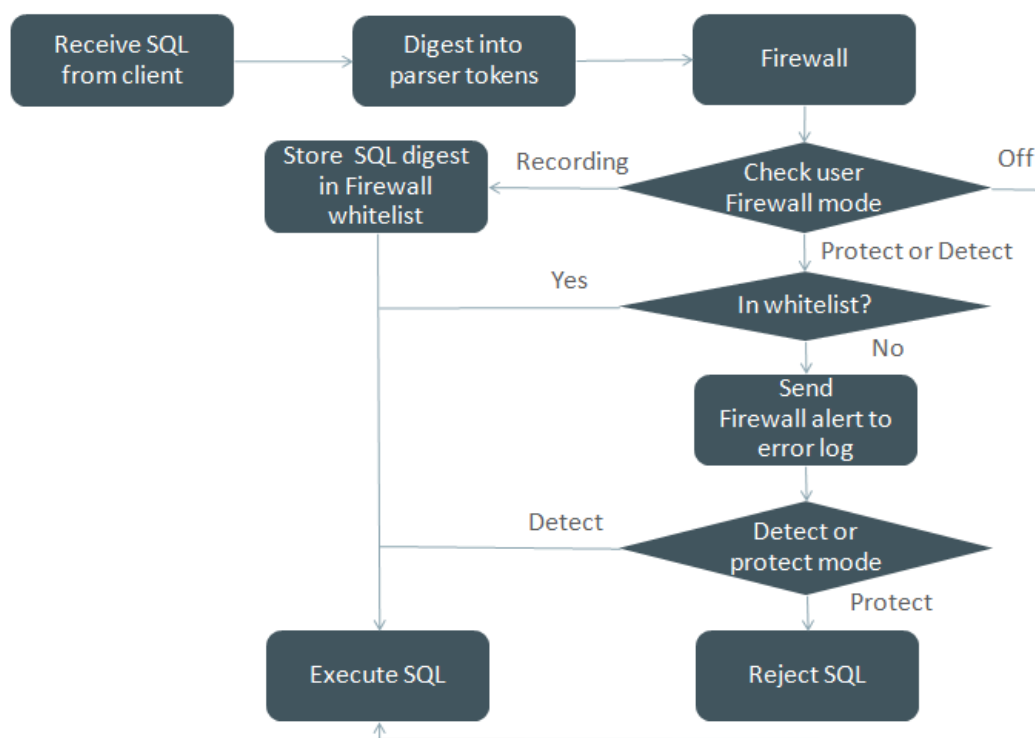 Receive SQL
from client
Digest into
parser tokens
Firewall
Store SQL digest
in Firewall
whitelist
Recording
Check user
Firewall mode
Off
Protect or Detect
Yes
In whitelist?
No
Send
Firewall alert to
error log
Detect
Detect or
protect mode
Protect
Execute SQL
Reject SQL